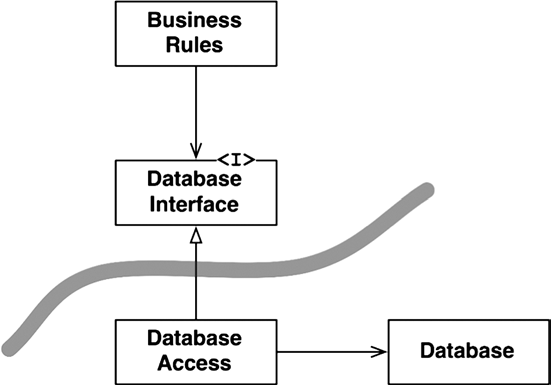 Business
Rules
<I>
Database
Interface
Database
Access
Database